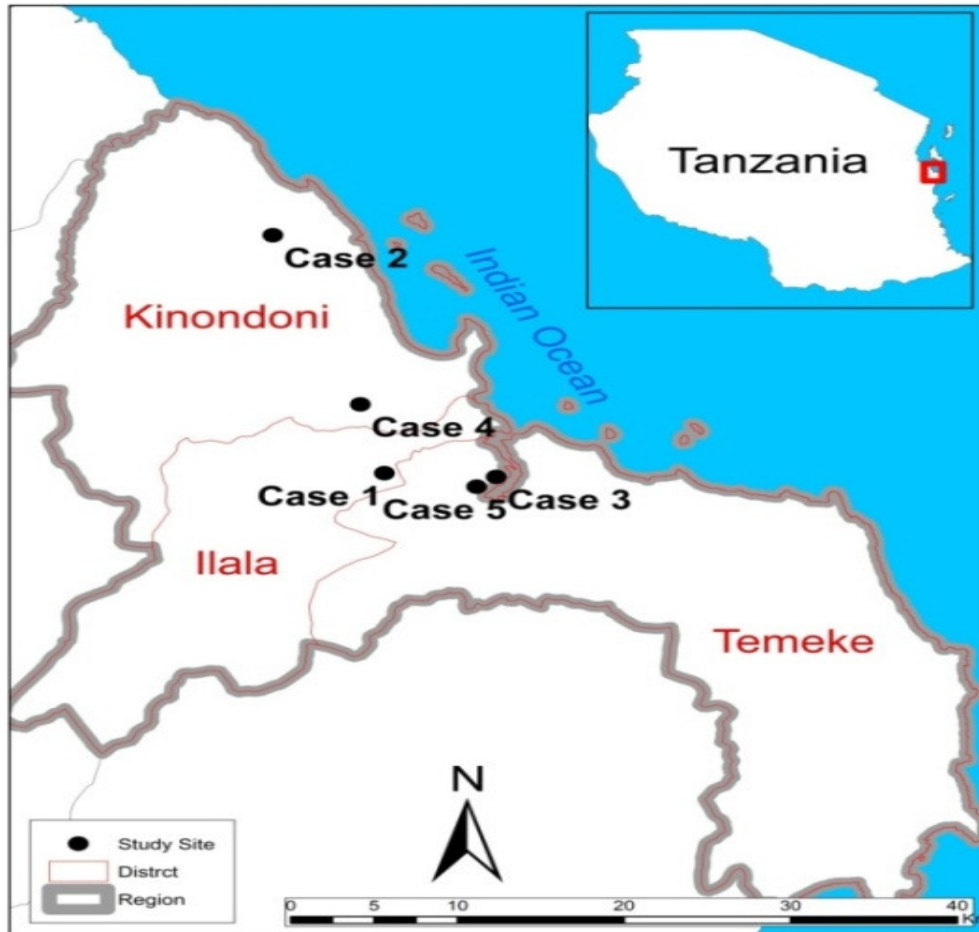 Tanzania
Indian Ocean
Case 2
Kinondoni
Case 4
Case 1
Case 5
Case 3
Ilala
Temeke
N
Study Site
Distrct
Region
0 5 10 20 30 40